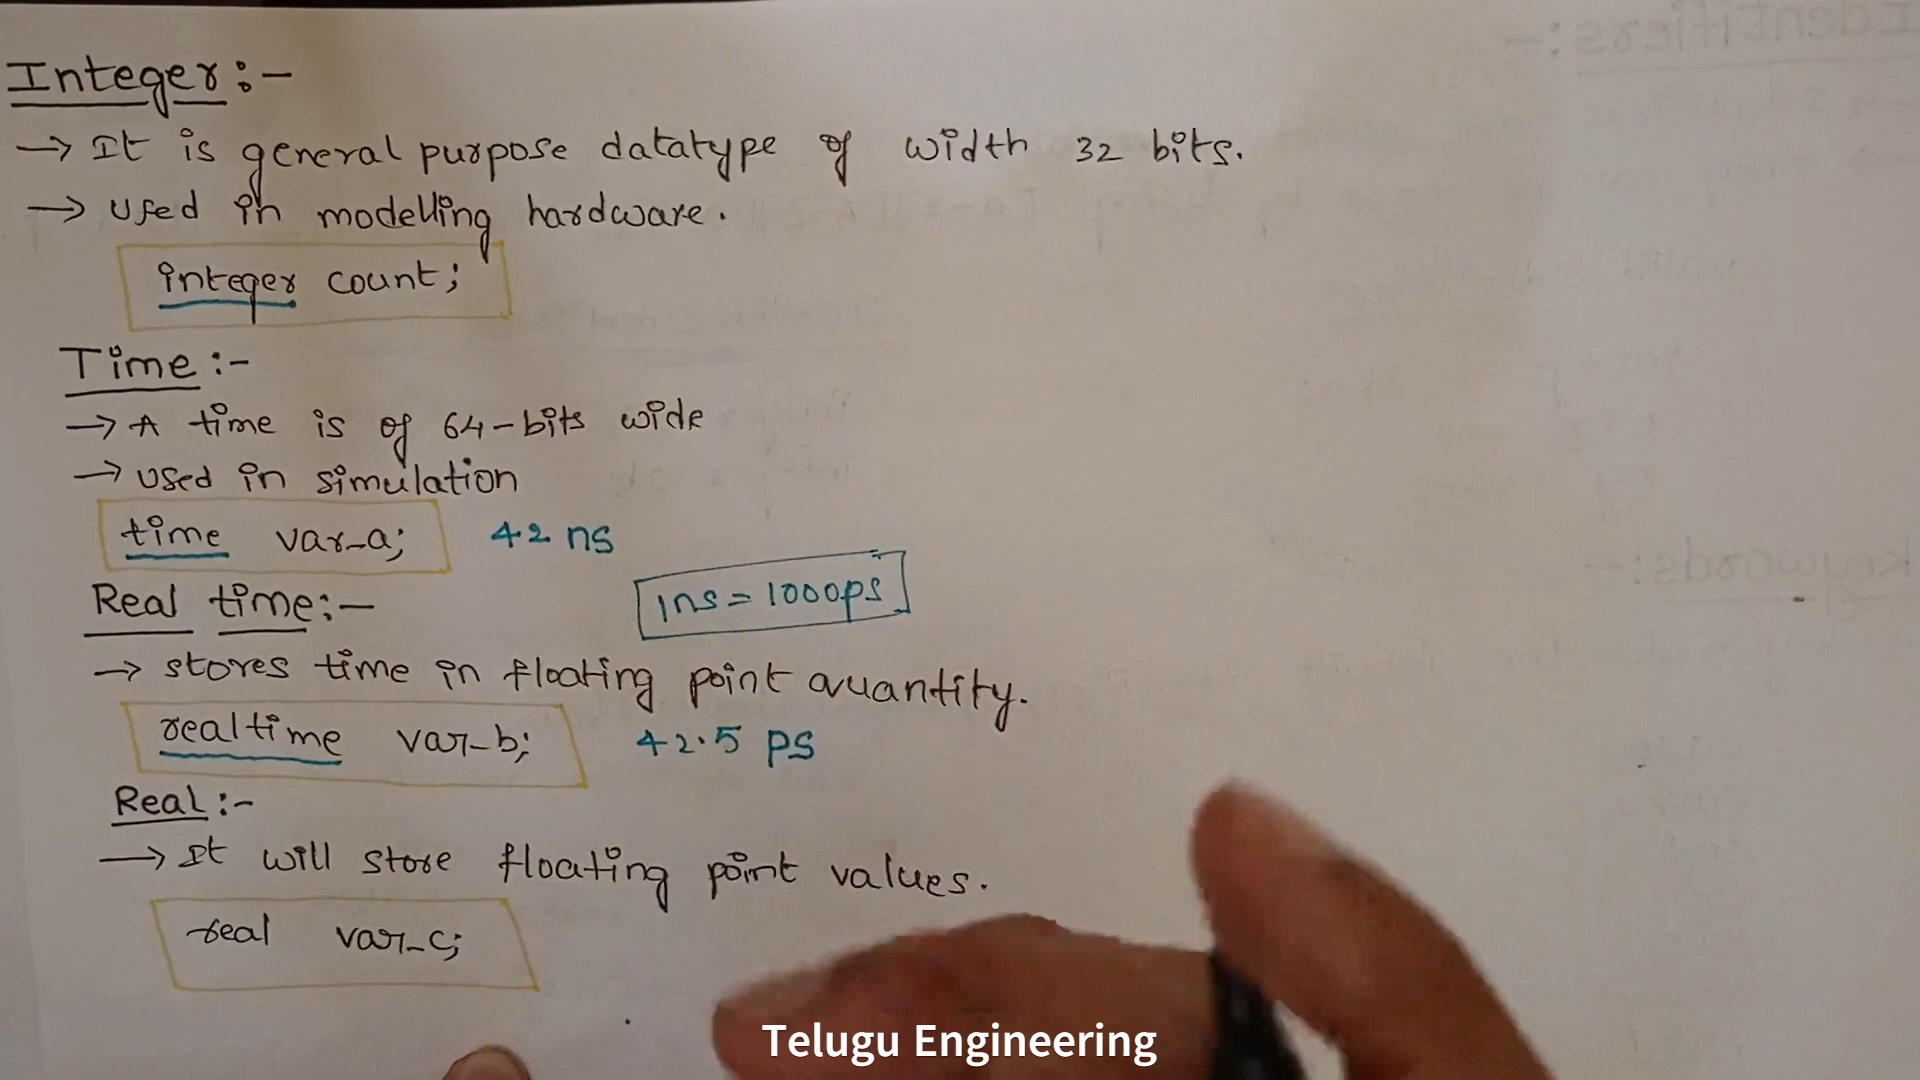 Integer:-
→ It is general purpose datatype of width 32 bits.
→ Used in modelling hardware.
integer count;
Time:-
→ A time is of 64-bits wide
→ Used in simulation
time var_a; 42 ns
Real time:-
1ns = 1000ps
→ stores time in floating point quantity.
realtime var_b; 42.5 ps
Real:-
→ It will store floating point values.
real var_c;
Telugu Engineering
Identifiers:-
Keywords:-